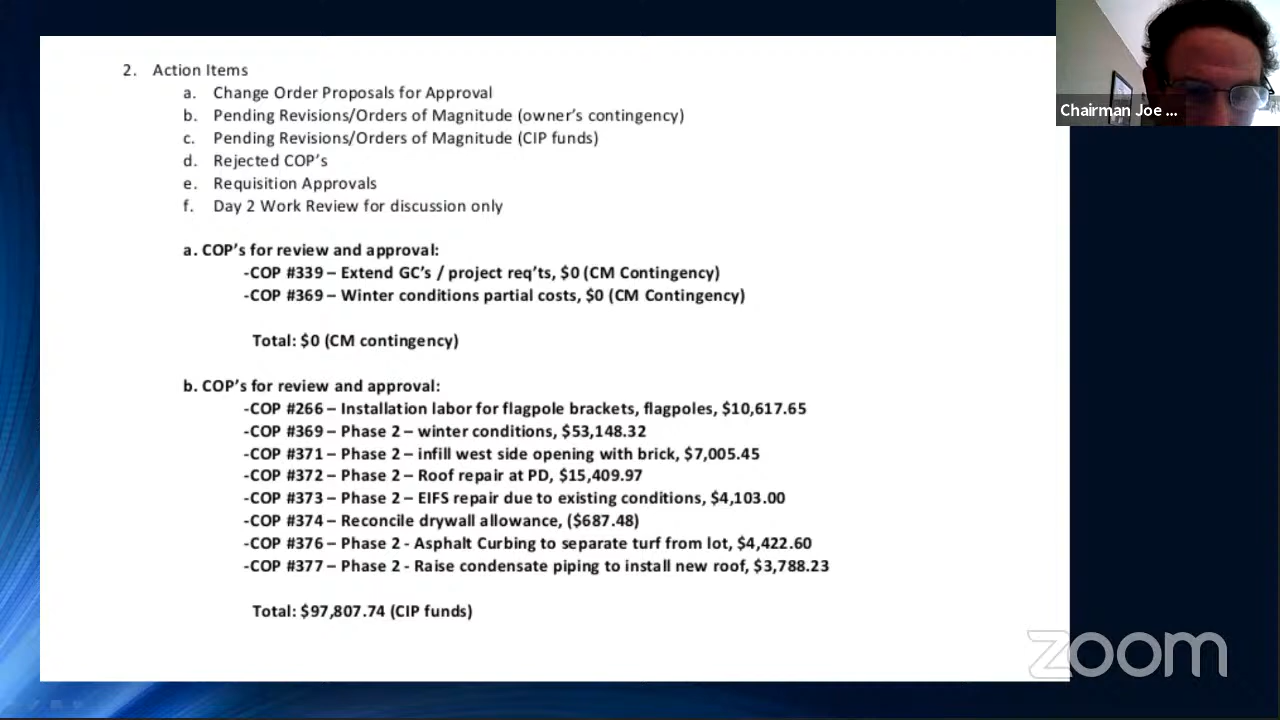 2. Action Items
a. Change Order Proposals for Approval
b. Pending Revisions/Orders of Magnitude (owner's contingency)
c. Pending Revisions/Orders of Magnitude (CIP funds)
d. Rejected COP's
e. Requisition Approvals
f. Day 2 Work Review for discussion only
a. COP's for review and approval:
-COP #339 – Extend GC's / project req'ts, $0 (CM Contingency)
-COP #369 – Winter conditions partial costs, $0 (CM Contingency)
Total: $0 (CM contingency)
b. COP's for review and approval:
-COP #266 – Installation labor for flagpole brackets, flagpoles, $10,617.65
-COP #369 – Phase 2 – winter conditions, $53,148.32
-COP #371 – Phase 2 – infill west side opening with brick, $7,005.45
-COP #372 – Phase 2 – Roof repair at PD, $15,409.97
-COP #373 – Phase 2 – EIFS repair due to existing conditions, $4,103.00
-COP #374 – Reconcile drywall allowance, ($687.48)
-COP #376 – Phase 2 - Asphalt Curbing to separate turf from lot, $4,422.60
-COP #377 – Phase 2 - Raise condensate piping to install new roof, $3,788.23
Total: $97,807.74 (CIP funds)
Chairman Joe ...
zoom